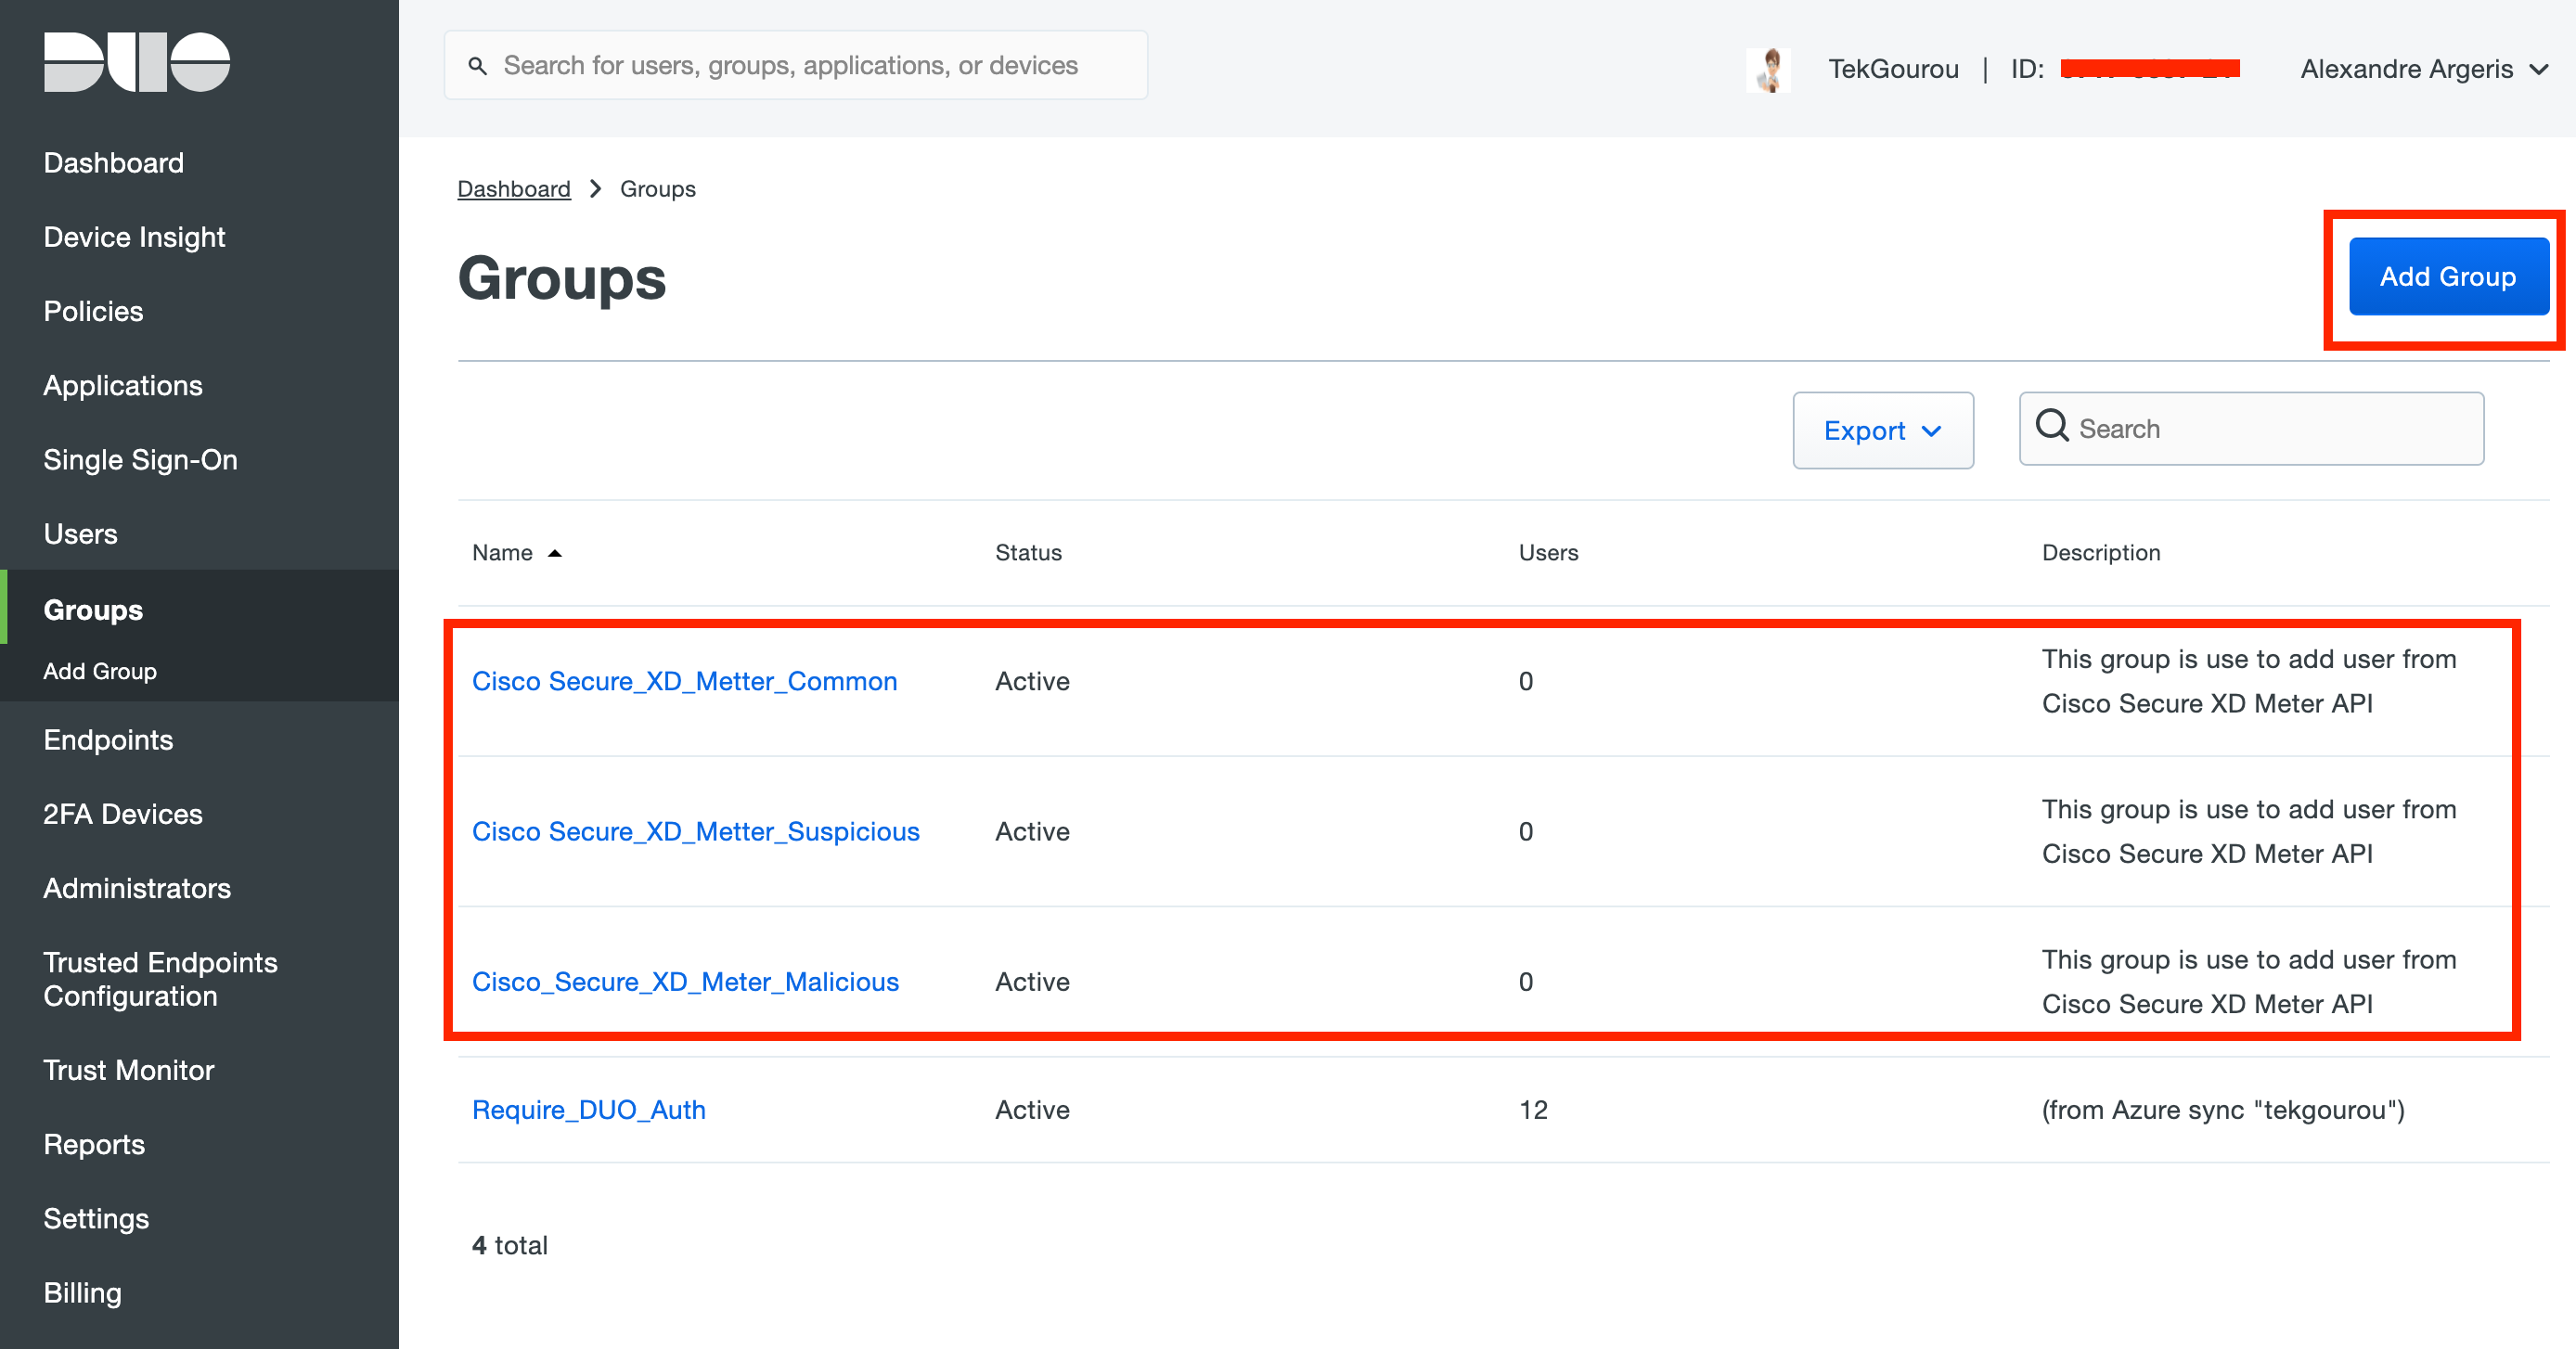 DUO
Search for users, groups, applications, or devices
TekGourou | ID:
Alexandre Argeris
Dashboard
Device Insight
Policies
Applications
Single Sign-On
Users
Groups
Add Group
Endpoints
2FA Devices
Administrators
Trusted Endpoints
Configuration
Trust Monitor
Reports
Settings
Billing
Dashboard > Groups
Groups
Add Group
Export
Search
Name Status Users Description
Cisco Secure_XD_Metter_Common Active 0 This group is use to add user from
Cisco Secure XD Meter API
Cisco Secure_XD_Metter_Suspicious Active 0 This group is use to add user from
Cisco Secure XD Meter API
Cisco_Secure_XD_Meter_Malicious Active 0 This group is use to add user from
Cisco Secure XD Meter API
Require_DUO_Auth Active 12 (from Azure sync "tekgourou")
4 total